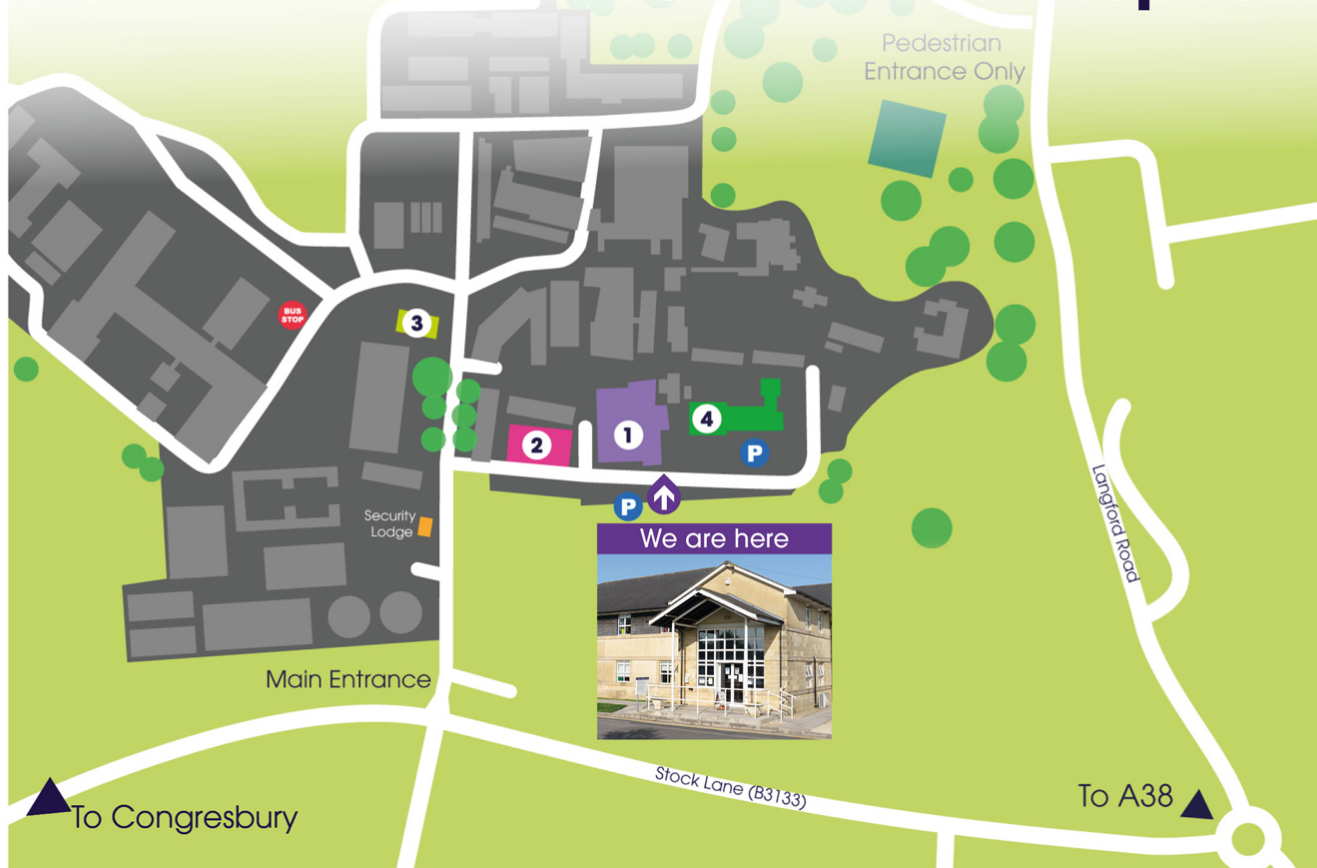 Pedestrian
Entrance Only
BUS
STOP
3
4
1
2
P
P
Security
Lodge
We are here
Langford Road
Main Entrance
Stock Lane (B3133)
To A38
To Congresbury